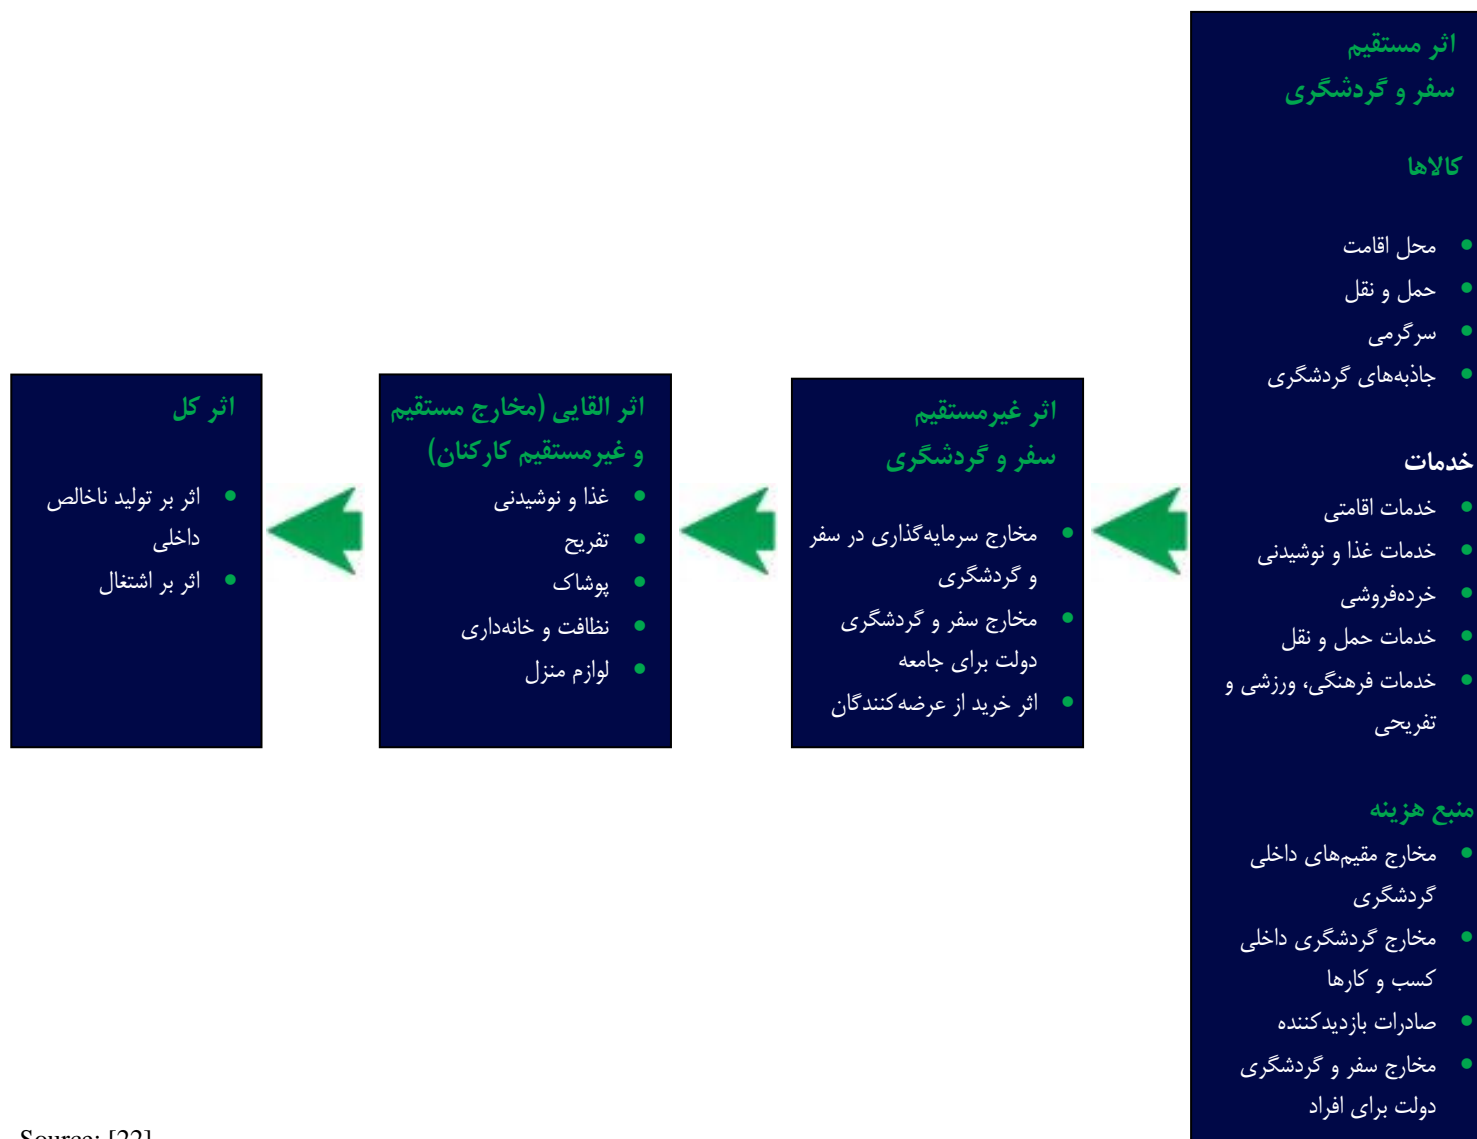 اثر مستقیم
سفر و گردشگری
کالاها
• محل اقامت
• حمل و نقل
• سرگرمی
• جاذبه‌های گردشگری
خدمات
• خدمات اقامتی
• خدمات غذا و نوشیدنی
• خرده‌فروشی
• خدمات حمل و نقل
• خدمات فرهنگی، ورزشی و
تفریحی
منبع هزینه
• مخارج مقیم‌های داخلی
گردشگری
• مخارج گردشگری داخلی
کسب و کارها
• صادرات بازدیدکننده
• مخارج سفر و گردشگری
دولت برای افراد
اثر غیرمستقیم
سفر و گردشگری
• مخارج سرمایه‌گذاری در سفر
و گردشگری
• مخارج سفر و گردشگری
دولت برای جامعه
• اثر خرید از عرضه‌کنندگان
اثر القایی (مخارج مستقیم
و غیرمستقیم کارکنان)
• غذا و نوشیدنی
• تفریح
• پوشاک
• نظافت و خانه‌داری
• لوازم منزل
اثر کل
• اثر بر تولید ناخالص
داخلی
• اثر بر اشتغال
Source: [22]